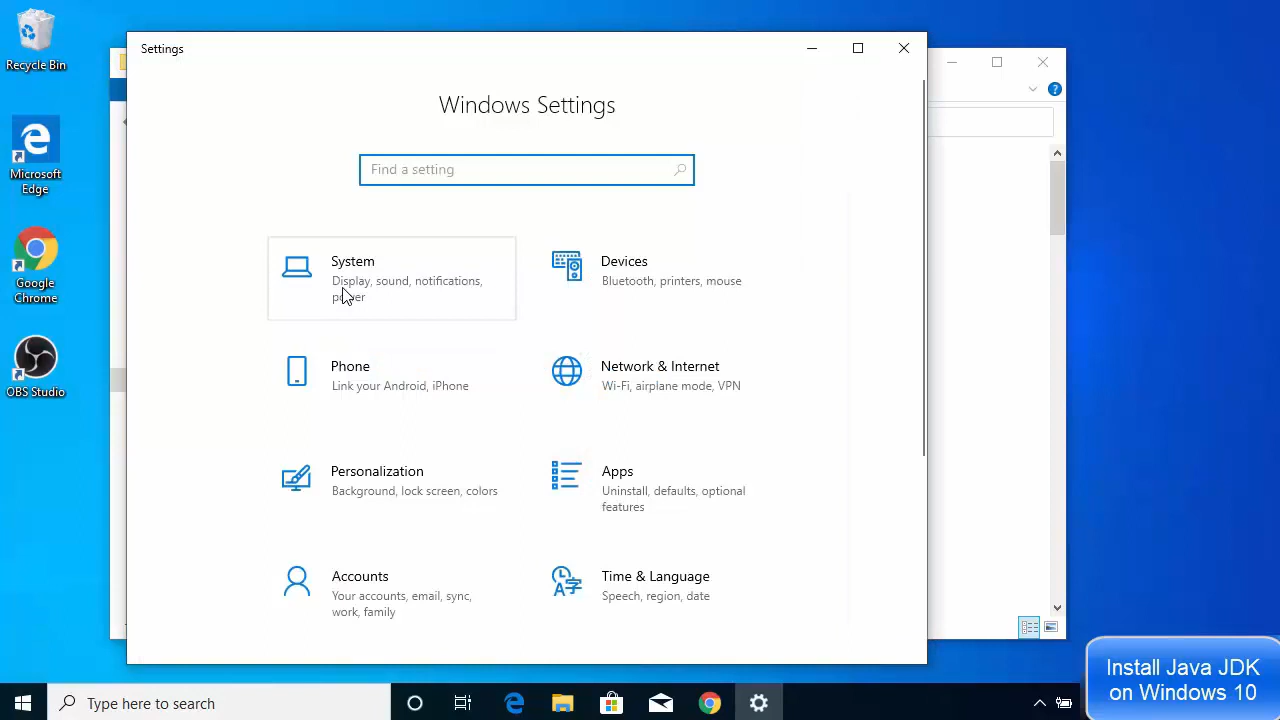 Recycle Bin
Microsoft
Edge
Google
Chrome
OBS Studio
Settings
Windows Settings
Find a setting
System
Display, sound, notifications,
power
Devices
Bluetooth, printers, mouse
Phone
Link your Android, iPhone
Network & Internet
Wi-Fi, airplane mode, VPN
Personalization
Background, lock screen, colors
Apps
Uninstall, defaults, optional
features
Accounts
Your accounts, email, sync,
work, family
Time & Language
Speech, region, date
?
Install Java JDK
on Windows 10
Type here to search